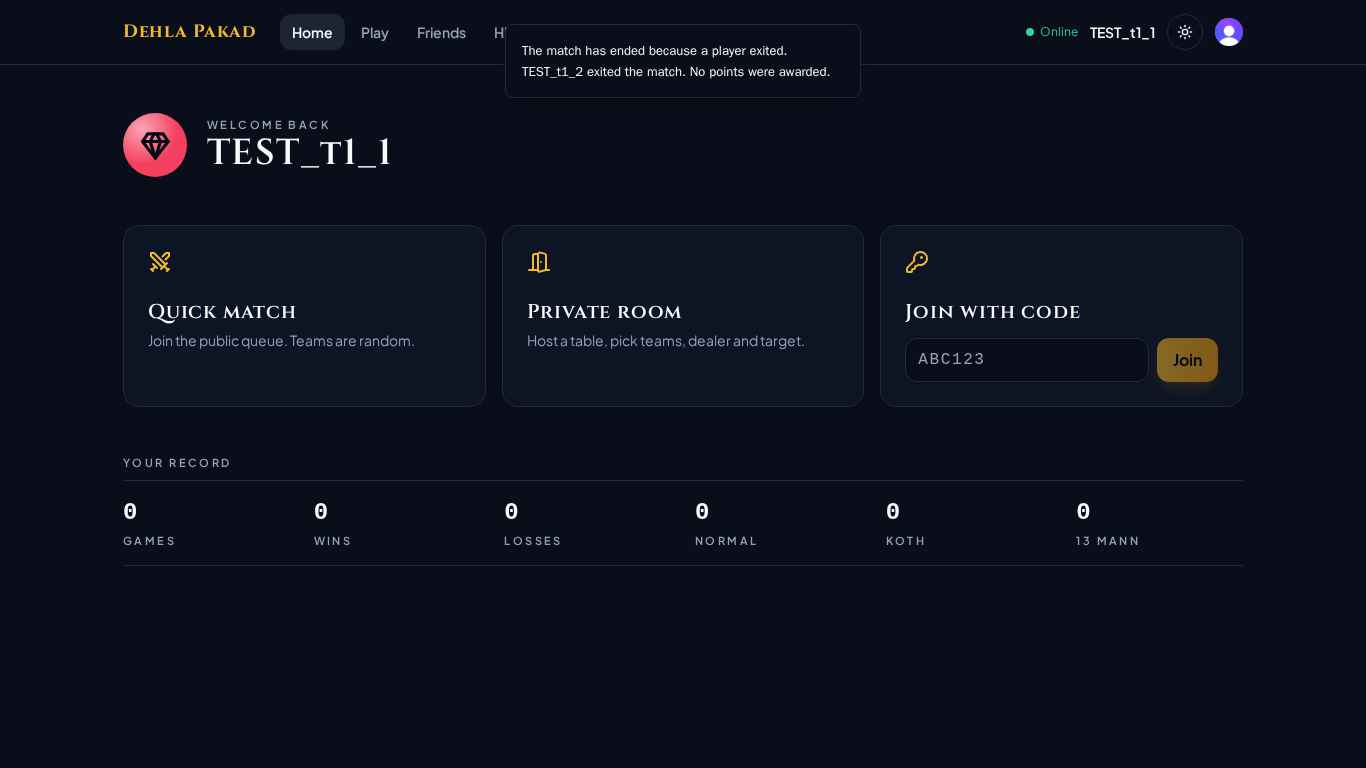 Dehla Pakad
Home
Play
Friends
The match has ended because a player exited.
TEST_t1_2 exited the match. No points were awarded.
Online
TEST_t1_1
WELCOME BACK
TEST_t1_1
Quick match
Join the public queue. Teams are random.
Private room
Host a table, pick teams, dealer and target.
Join with code
ABC123
Join
YOUR RECORD
0
GAMES
0
WINS
0
LOSSES
0
NORMAL
0
KOTH
0
13 MANN